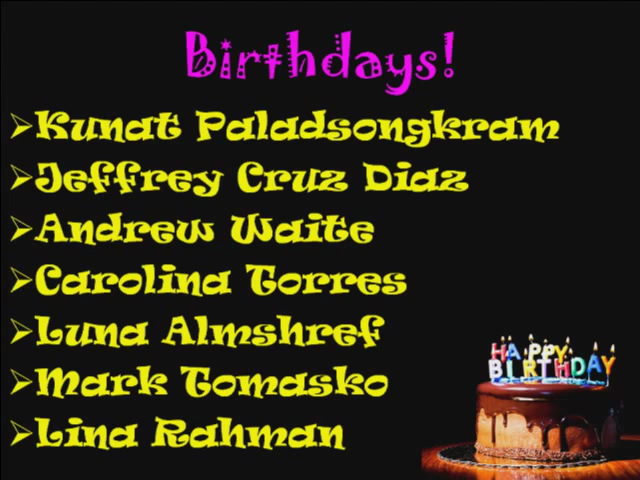 Birthdays!
➢Kunat Paladsongkram
➢Jeffrey Cruz Diaz
➢Andrew Waite
➢Carolina Torres
➢Luna Almshref
➢Mark Tomasko
➢Lina Rahman
HAPPY
BIRTHDAY